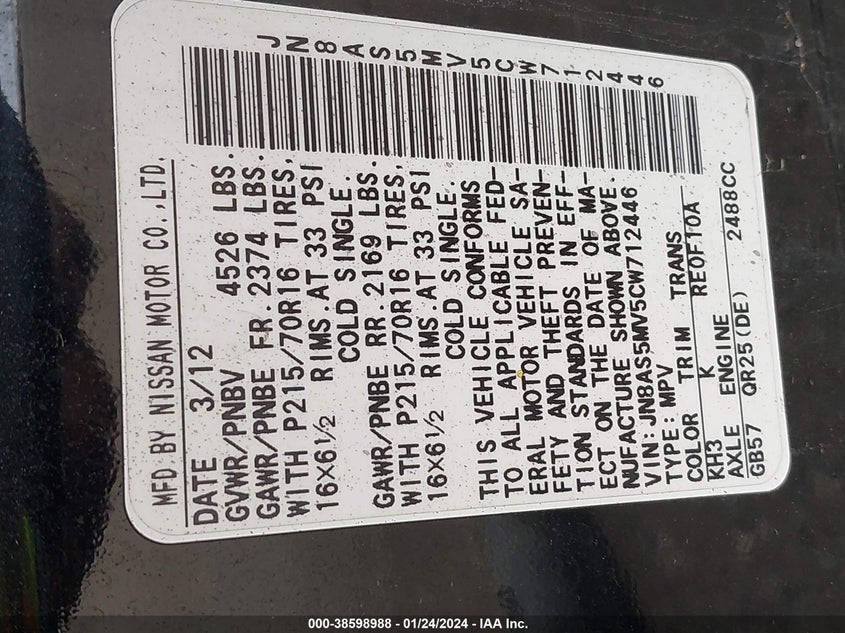 JN8AS5MV5CW712446
MFD BY NISSAN MOTOR CO.,LTD.
DATE 3/12
GVWR/PNBV 4526 LBS.
GAWR/PNBE FR.2374 LBS.
WITH P215/70R16 TIRES,
16X6½ RIMS.AT 33 PSI
COLD SINGLE.
GAWR/PNBE RR.2169 LBS.
WITH P215/70R16 TIRES,
16X6½ RIMS.AT 33 PSI
COLD SINGLE.
THIS VEHICLE CONFORMS
TO ALL APPLICABLE FED-
ERAL MOTOR VEHICLE SA-
FETY AND THEFT PREVEN-
TION STANDARDS IN EFF-
ECT ON THE DATE OF MA-
NUFACTURE SHOWN ABOVE.
VIN:JN8AS5MV5CW712446
TYPE:MPV
COLOR TRIM TRANS
KH3 K RE0F10A
AXLE ENGINE
GB57 QR25(DE) 2488CC
000-38598988 - 01/24/2024 - IAA Inc.